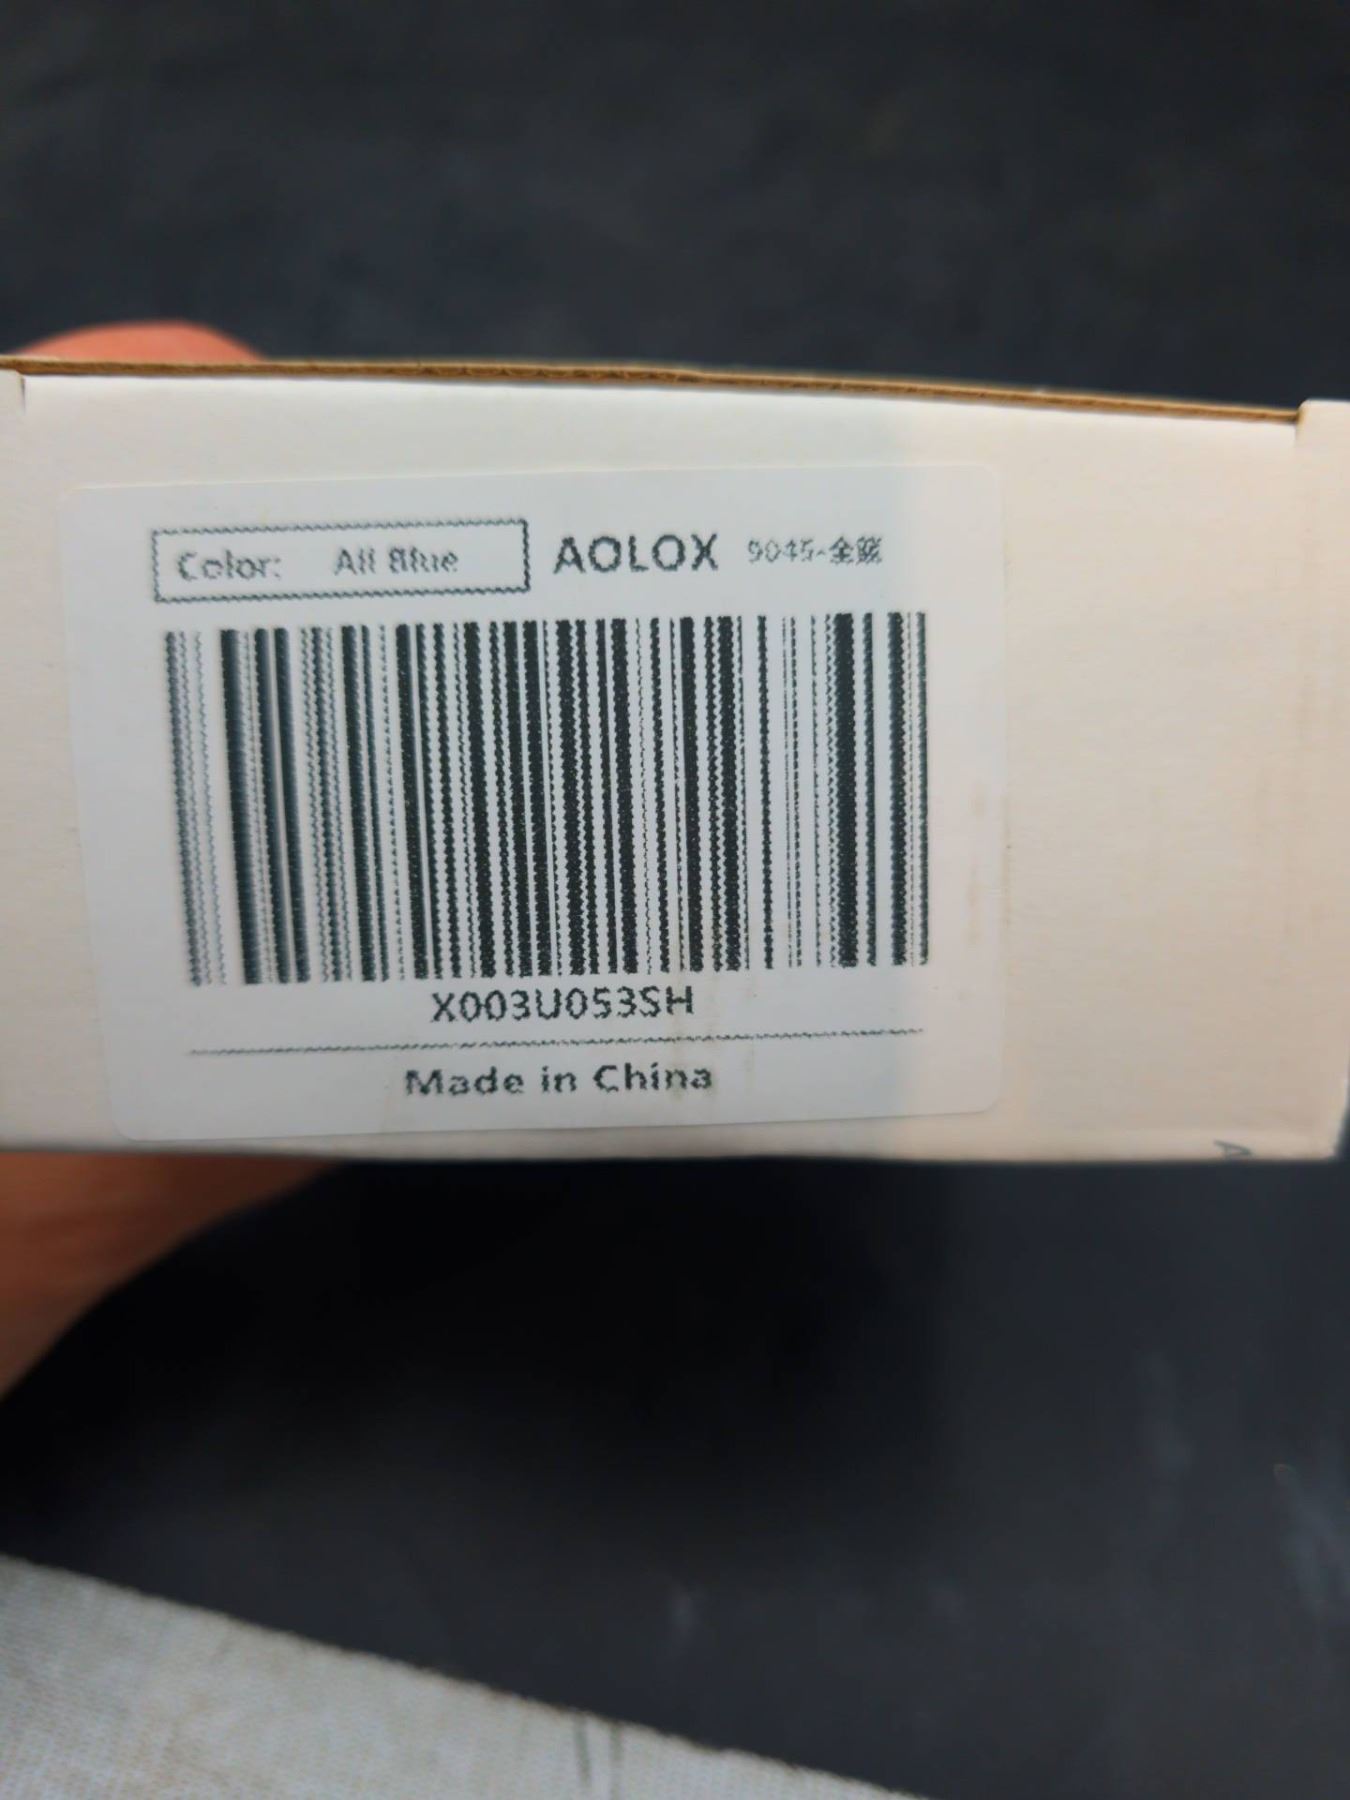 Color: All Blue
AOLOX 9045-全蓝
X003U053SH
Made in China
A